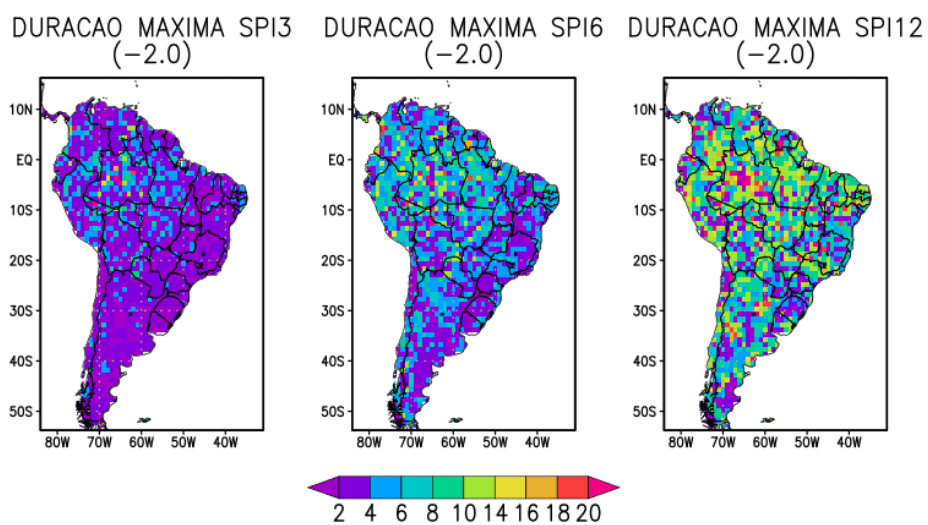 DURACAO MAXIMA SPI3
(-2.0)
DURACAO MAXIMA SPI6
(-2.0)
DURACAO MAXIMA SPI12
(-2.0)
10N
EQ
10S
20S
30S
40S
50S
80W 70W 60W 50W 40W
10N
EQ
10S
20S
30S
40S
50S
80W 70W 60W 50W 40W
10N
EQ
10S
20S
30S
40S
50S
80W 70W 60W 50W 40W
2 4 6 8 10 14 16 18 20